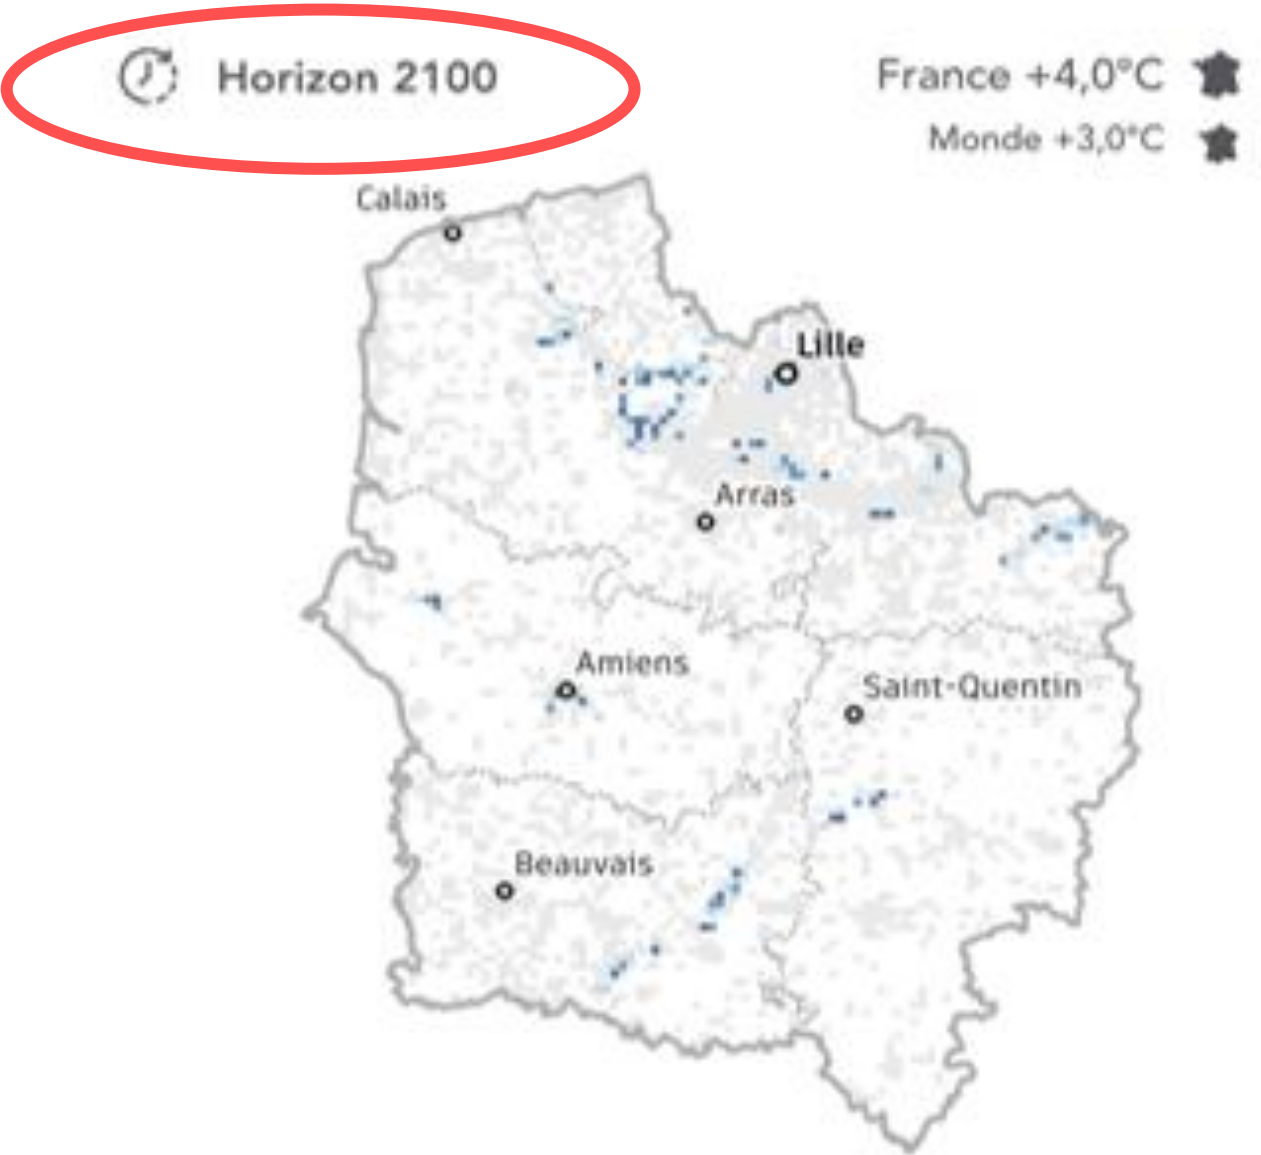 Horizon 2100
France +4,0°C
Monde +3,0°C
Calais
Lille
Arras
Amiens
Saint-Quentin
Beauvais